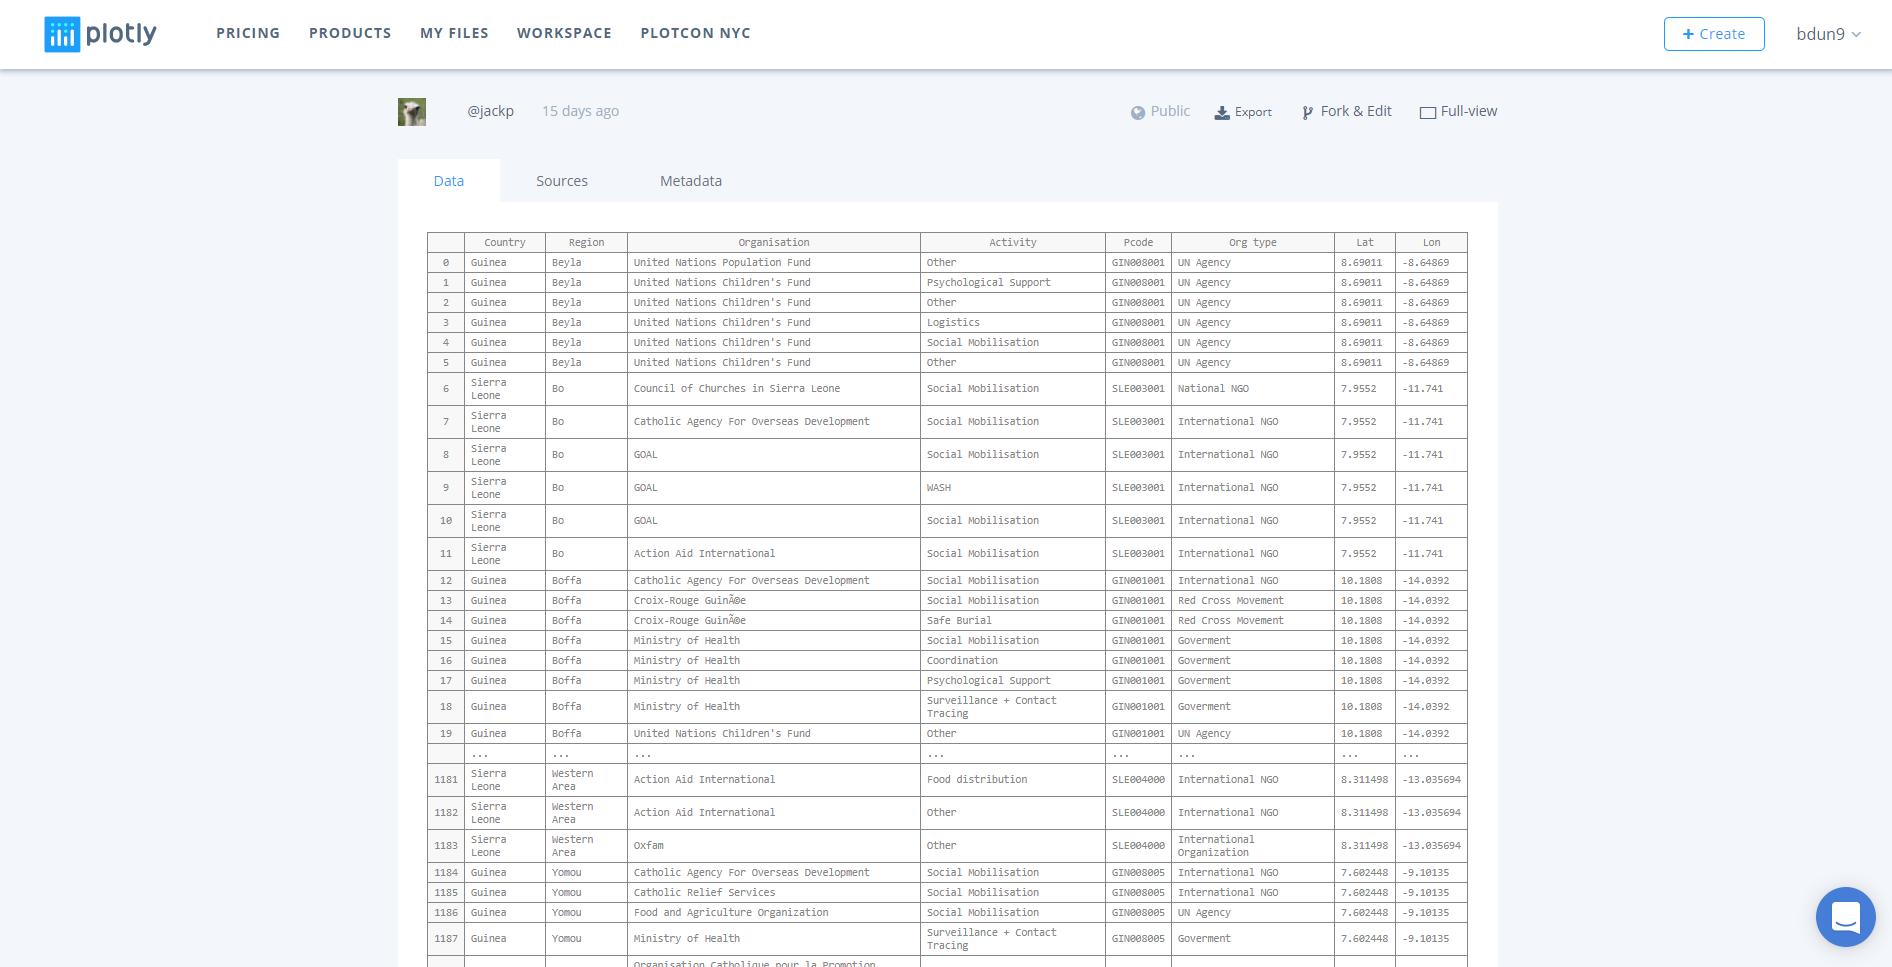 plotly PRICING PRODUCTS MY FILES WORKSPACE PLOTCON NYC + Create bdun9
@jackp 15 days ago Public Export Fork & Edit Full-view
Data Sources Metadata
Country Region Organisation Activity Pcode Org type Lat Lon
0 Guinea Beyla United Nations Population Fund Other GIN008001 UN Agency 8.69011 -8.64869
1 Guinea Beyla United Nations Children's Fund Psychological Support GIN008001 UN Agency 8.69011 -8.64869
2 Guinea Beyla United Nations Children's Fund Other GIN008001 UN Agency 8.69011 -8.64869
3 Guinea Beyla United Nations Children's Fund Logistics GIN008001 UN Agency 8.69011 -8.64869
4 Guinea Beyla United Nations Children's Fund Social Mobilisation GIN008001 UN Agency 8.69011 -8.64869
5 Guinea Beyla United Nations Children's Fund Other GIN008001 UN Agency 8.69011 -8.64869
6 Sierra Leone Bo Council of Churches in Sierra Leone Social Mobilisation SLE003001 National NGO 7.9552 -11.741
7 Sierra Leone Bo Catholic Agency For Overseas Development Social Mobilisation SLE003001 International NGO 7.9552 -11.741
8 Sierra Leone Bo GOAL Social Mobilisation SLE003001 International NGO 7.9552 -11.741
9 Sierra Leone Bo GOAL WASH SLE003001 International NGO 7.9552 -11.741
10 Sierra Leone Bo GOAL Social Mobilisation SLE003001 International NGO 7.9552 -11.741
11 Sierra Leone Bo Action Aid International Social Mobilisation SLE003001 International NGO 7.9552 -11.741
12 Guinea Boffa Catholic Agency For Overseas Development Social Mobilisation GIN001001 International NGO 10.1808 -14.0392
13 Guinea Boffa Croix-Rouge GuinÃ©e Social Mobilisation GIN001001 Red Cross Movement 10.1808 -14.0392
14 Guinea Boffa Croix-Rouge GuinÃ©e Safe Burial GIN001001 Red Cross Movement 10.1808 -14.0392
15 Guinea Boffa Ministry of Health Social Mobilisation GIN001001 Goverment 10.1808 -14.0392
16 Guinea Boffa Ministry of Health Coordination GIN001001 Goverment 10.1808 -14.0392
17 Guinea Boffa Ministry of Health Psychological Support GIN001001 Goverment 10.1808 -14.0392
18 Guinea Boffa Ministry of Health Surveillance + Contact Tracing GIN001001 Goverment 10.1808 -14.0392
19 Guinea Boffa United Nations Children's Fund Other GIN001001 UN Agency 10.1808 -14.0392
... ... ... ... ... ... ... ...
1181 Sierra Leone Western Area Action Aid International Food distribution SLE004000 International NGO 8.311498 -13.035694
1182 Sierra Leone Western Area Action Aid International Other SLE004000 International NGO 8.311498 -13.035694
1183 Sierra Leone Western Area Oxfam Other SLE004000 International Organization 8.311498 -13.035694
1184 Guinea Yomou Catholic Agency For Overseas Development Social Mobilisation GIN008005 International NGO 7.602448 -9.10135
1185 Guinea Yomou Catholic Relief Services Social Mobilisation GIN008005 International NGO 7.602448 -9.10135
1186 Guinea Yomou Food and Agriculture Organization Social Mobilisation GIN008005 UN Agency 7.602448 -9.10135
1187 Guinea Yomou Ministry of Health Surveillance + Contact Tracing GIN008005 Goverment 7.602448 -9.10135
Organisation Catholique pour la Promotion